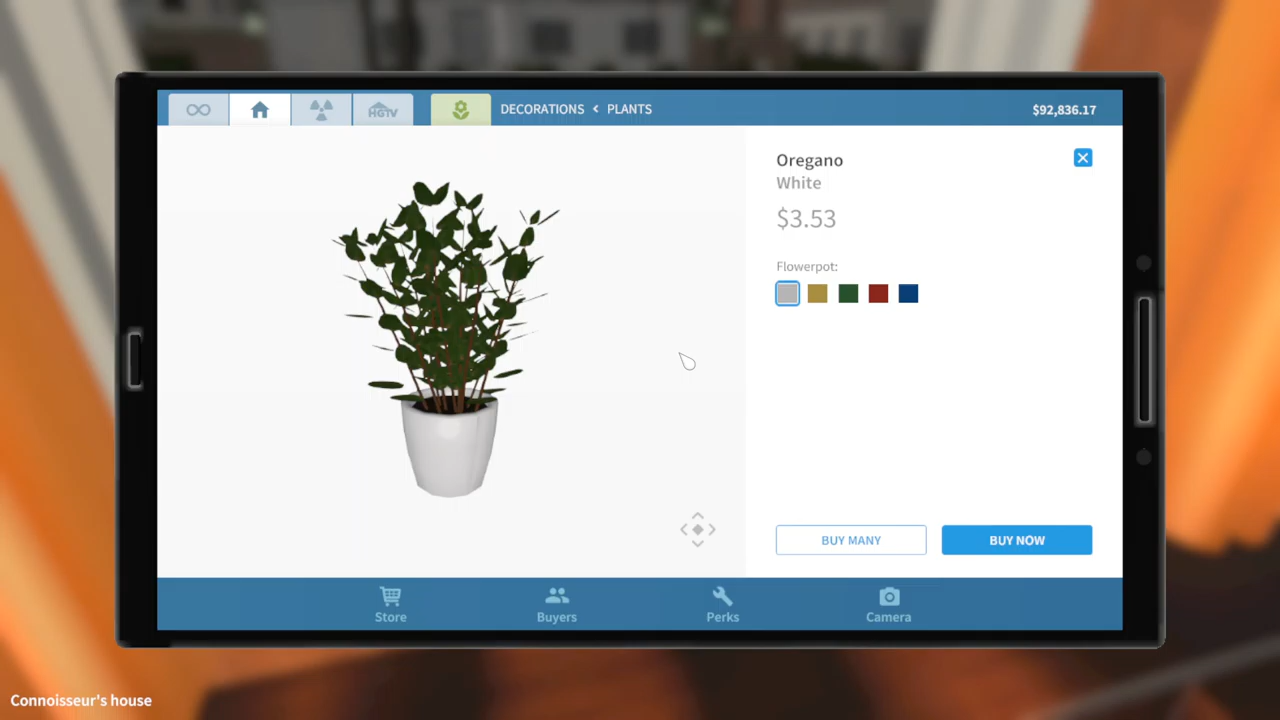 HGTV
DECORATIONS < PLANTS
$92,836.17
Oregano
White
$3.53
Flowerpot:
BUY MANY
BUY NOW
Store
Buyers
Perks
Camera
Connoisseur's house